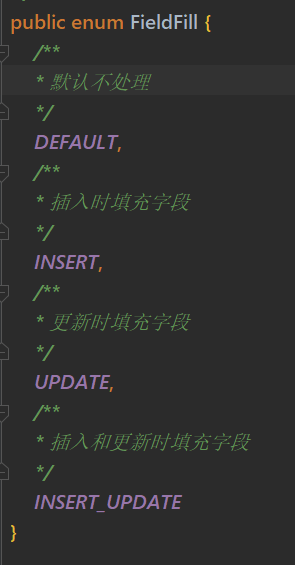 public enum FieldFill {
/**
* 默认不处理
*/
DEFAULT,
/**
* 插入时填充字段
*/
INSERT,
/**
* 更新时填充字段
*/
UPDATE,
/**
* 插入和更新时填充字段
*/
INSERT_UPDATE
}